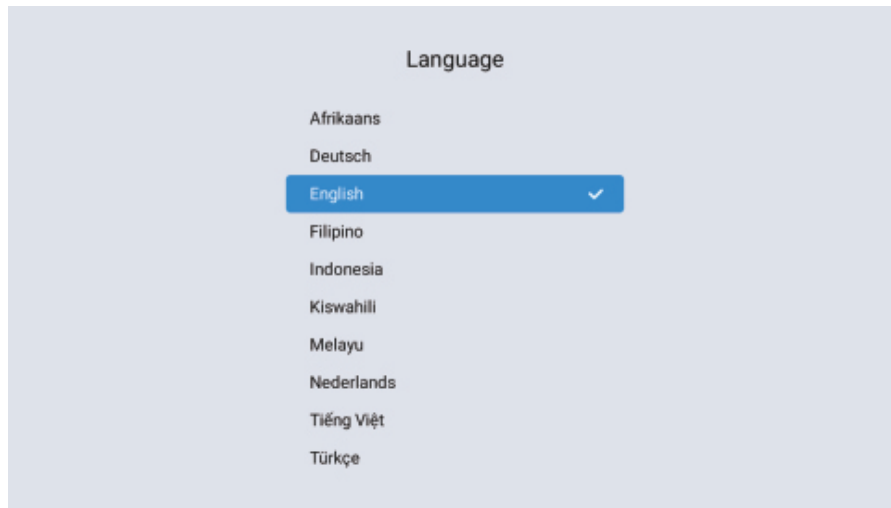 Language
Afrikaans
Deutsch
English
Filipino
Indonesia
Kiswahili
Melayu
Nederlands
Tiếng Việt
Türkçe